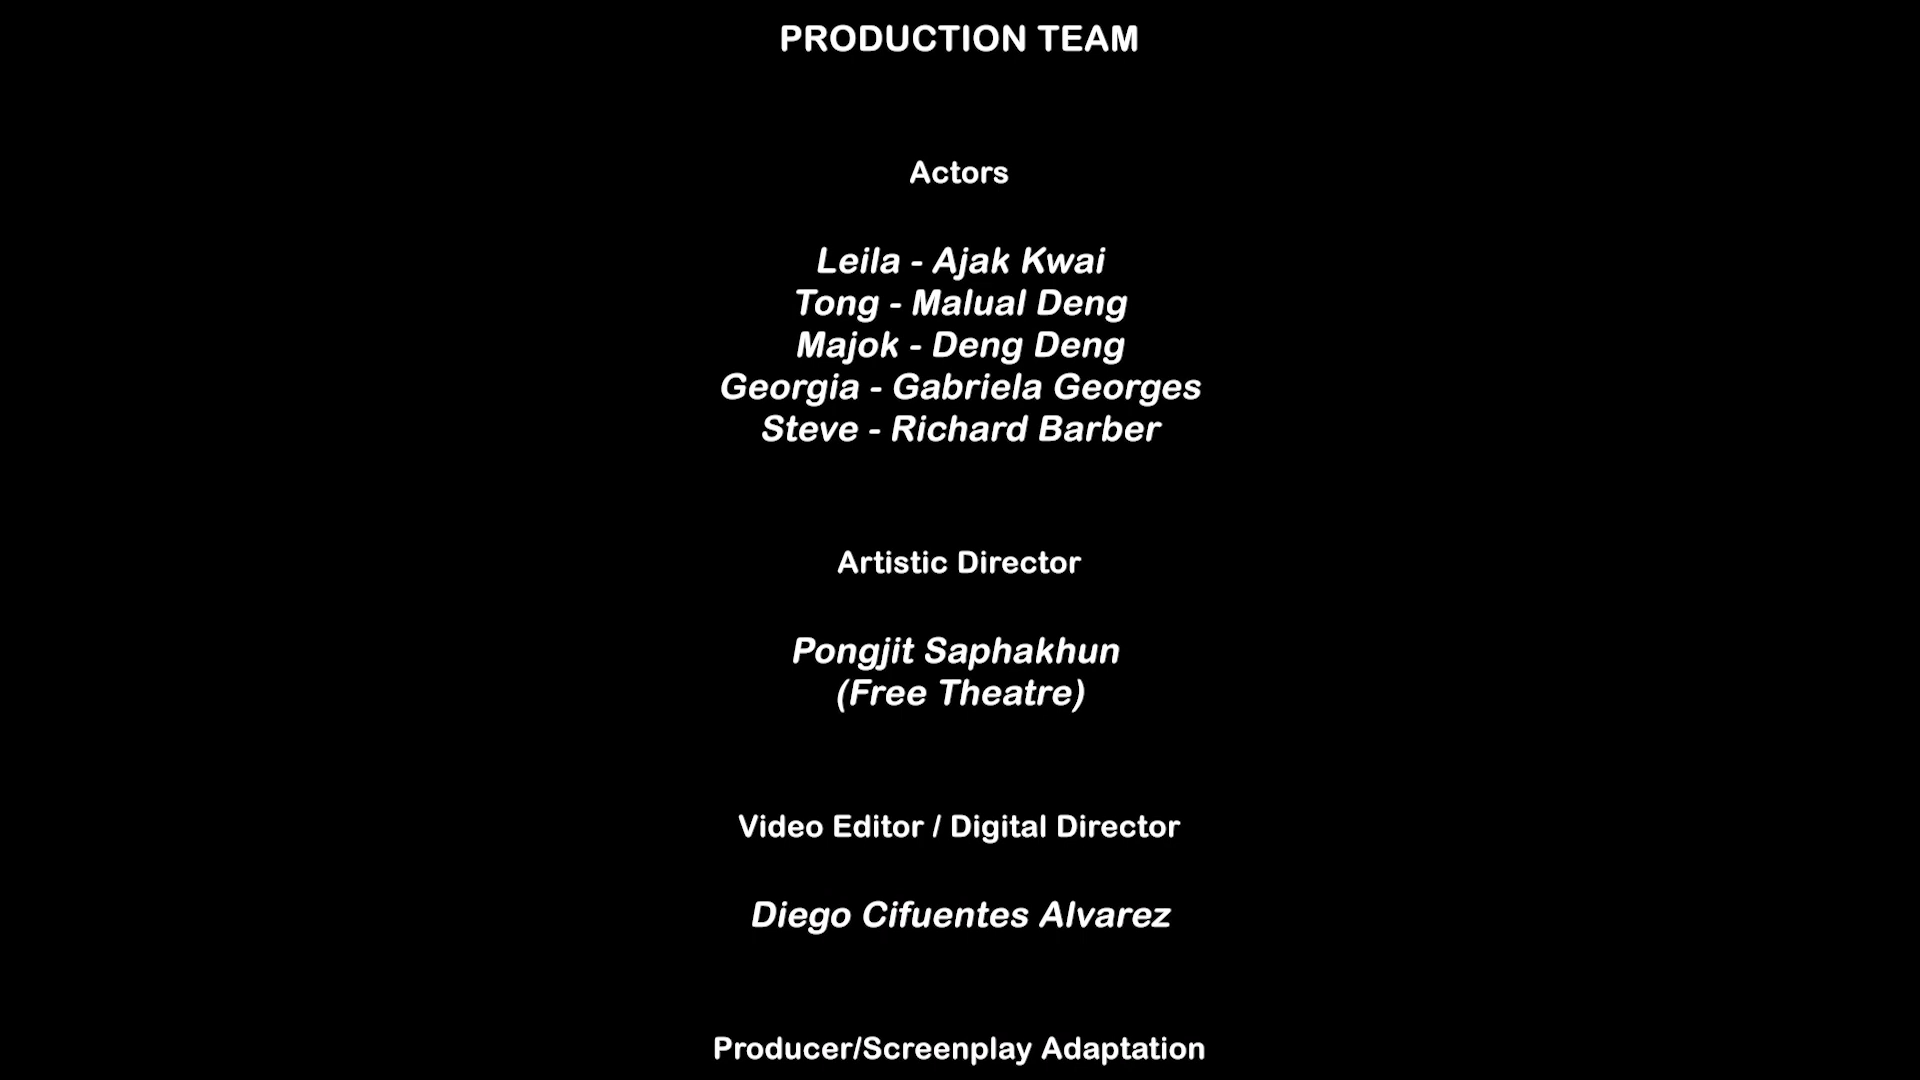 PRODUCTION TEAM
Actors
Leila - Ajak Kwai
Tong - Malual Deng
Majok - Deng Deng
Georgia - Gabriela Georges
Steve - Richard Barber
Artistic Director
Pongjit Saphakhun
(Free Theatre)
Video Editor / Digital Director
Diego Cifuentes Alvarez
Producer/Screenplay Adaptation